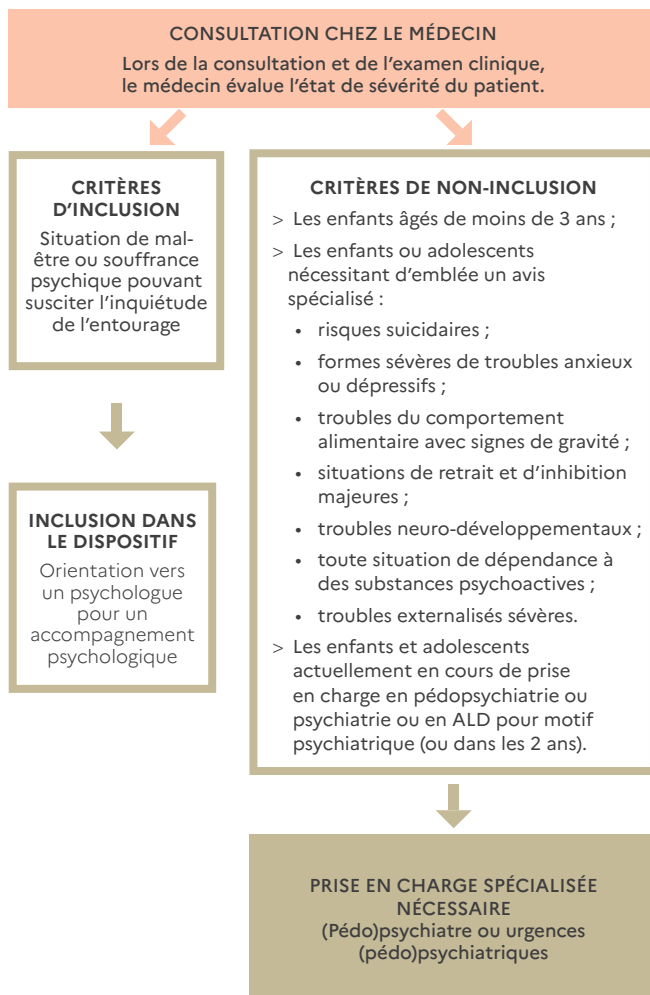 CONSULTATION CHEZ LE MÉDECIN
Lors de la consultation et de l'examen clinique,
le médecin évalue l'état de sévérité du patient.
CRITÈRES
D'INCLUSION
Situation de mal-
être ou souffrance
psychique pouvant
susciter l'inquiétude
de l'entourage
INCLUSION DANS
LE DISPOSITIF
Orientation vers
un psychologue
pour un
accompagnement
psychologique
CRITÈRES DE NON-INCLUSION
> Les enfants âgés de moins de 3 ans ;
> Les enfants ou adolescents
nécessitant d'emblée un avis
spécialisé :
• risques suicidaires ;
• formes sévères de troubles anxieux
ou dépressifs ;
• troubles du comportement
alimentaire avec signes de gravité ;
• situations de retrait et d'inhibition
majeures ;
• troubles neuro-développementaux ;
• toute situation de dépendance à
des substances psychoactives ;
• troubles externalisés sévères.
> Les enfants et adolescents
actuellement en cours de prise
en charge en pédopsychiatrie ou
psychiatrie ou en ALD pour motif
psychiatrique (ou dans les 2 ans).
PRISE EN CHARGE SPÉCIALISÉE
NÉCESSAIRE
(Pédo)psychiatre ou urgences
(pédo)psychiatriques